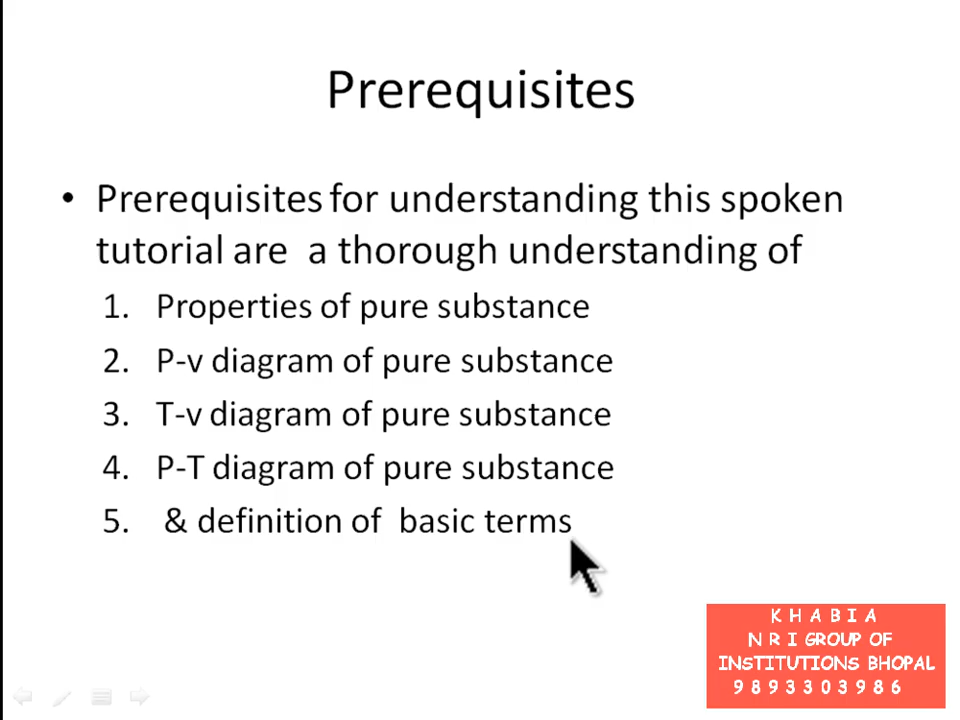 Prerequisites
• Prerequisites for understanding this spoken
tutorial are a thorough understanding of
1. Properties of pure substance
2. P-v diagram of pure substance
3. T-v diagram of pure substance
4. P-T diagram of pure substance
5. & definition of basic terms
K H A B I A
N R I GROUP OF
INSTITUTIONS BHOPAL
9 8 9 3 3 0 3 9 8 6